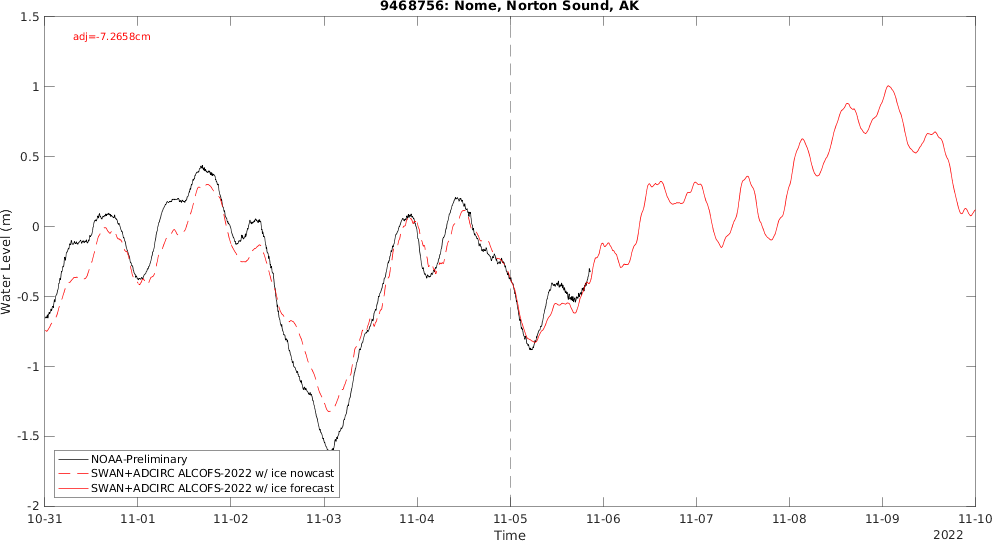 9468756: Nome, Norton Sound, AK
adj=-7.2658cm
1.5
1
0.5
0
-0.5
-1
-1.5
-2
Water Level (m)
NOAA-Preliminary
SWAN+ADCIRC ALCOFS-2022 w/ ice nowcast
SWAN+ADCIRC ALCOFS-2022 w/ ice forecast
10-31 11-01 11-02 11-03 11-04 11-05 11-06 11-07 11-08 11-09 11-10
Time
2022